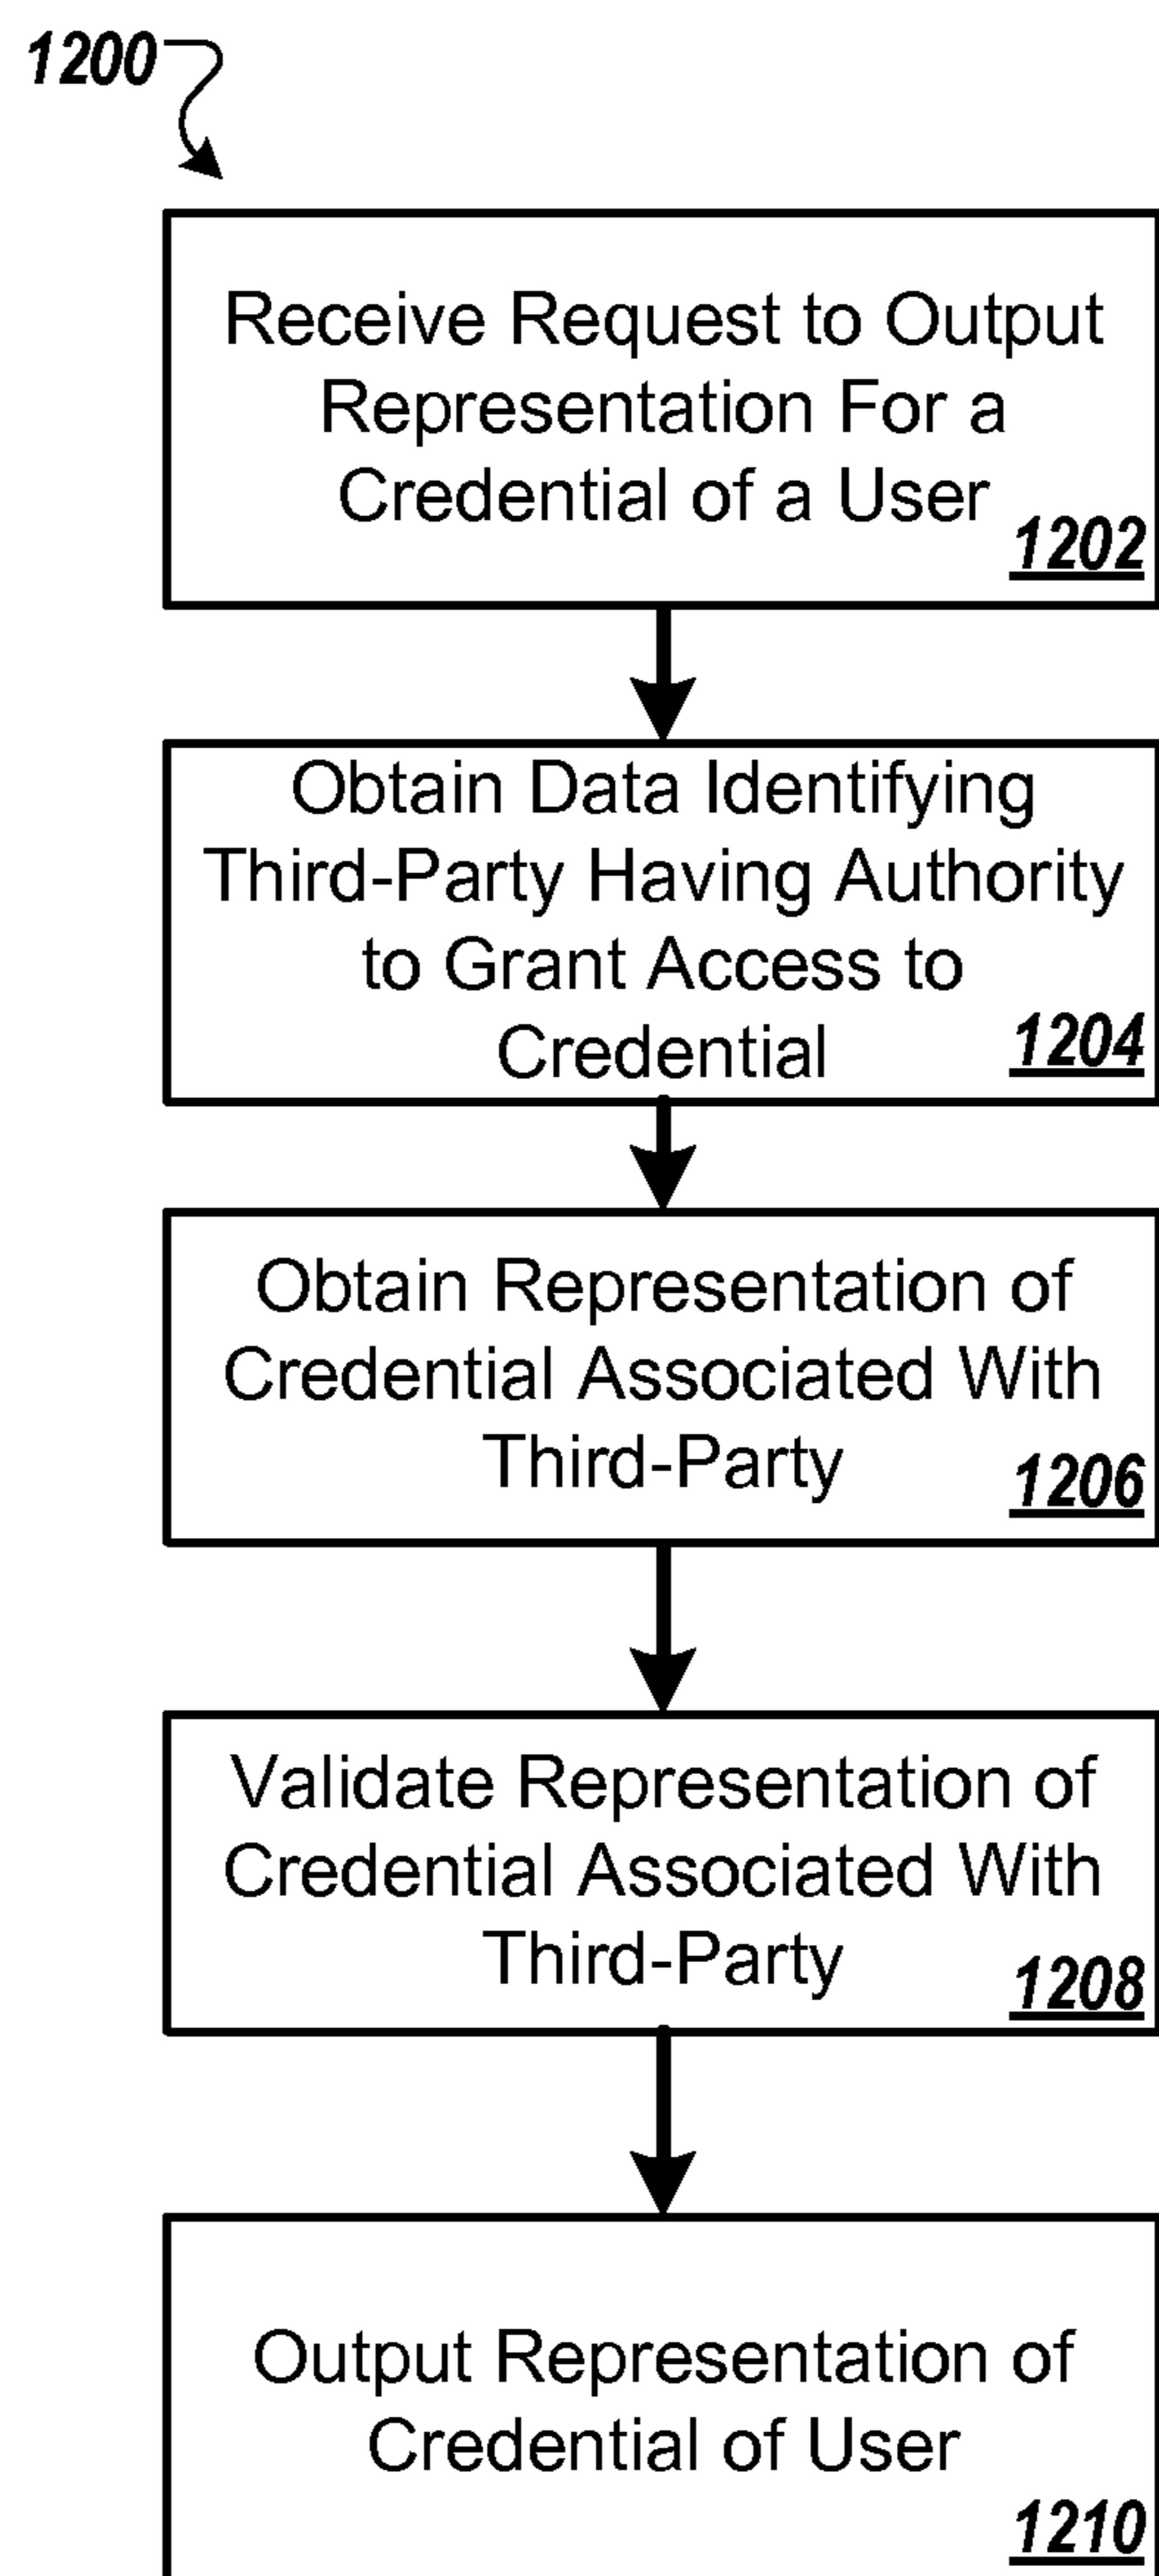 1200
Receive Request to Output
Representation For a
Credential of a User
1202
Obtain Data Identifying
Third-Party Having Authority
to Grant Access to
Credential
1204
Obtain Representation of
Credential Associated With
Third-Party
1206
Validate Representation of
Credential Associated With
Third-Party
1208
Output Representation of
Credential of User
1210